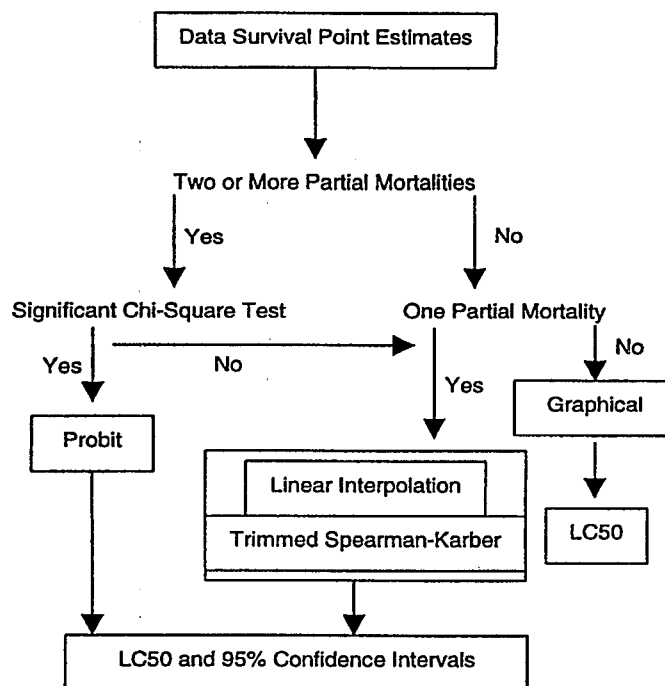 Data Survival Point Estimates
Two or More Partial Mortalities
Yes
No
Significant Chi-Square Test
One Partial Mortality
Yes
No
Yes
No
Probit
Graphical
Linear Interpolation
Trimmed Spearman-Karber
LC50
LC50 and 95% Confidence Intervals